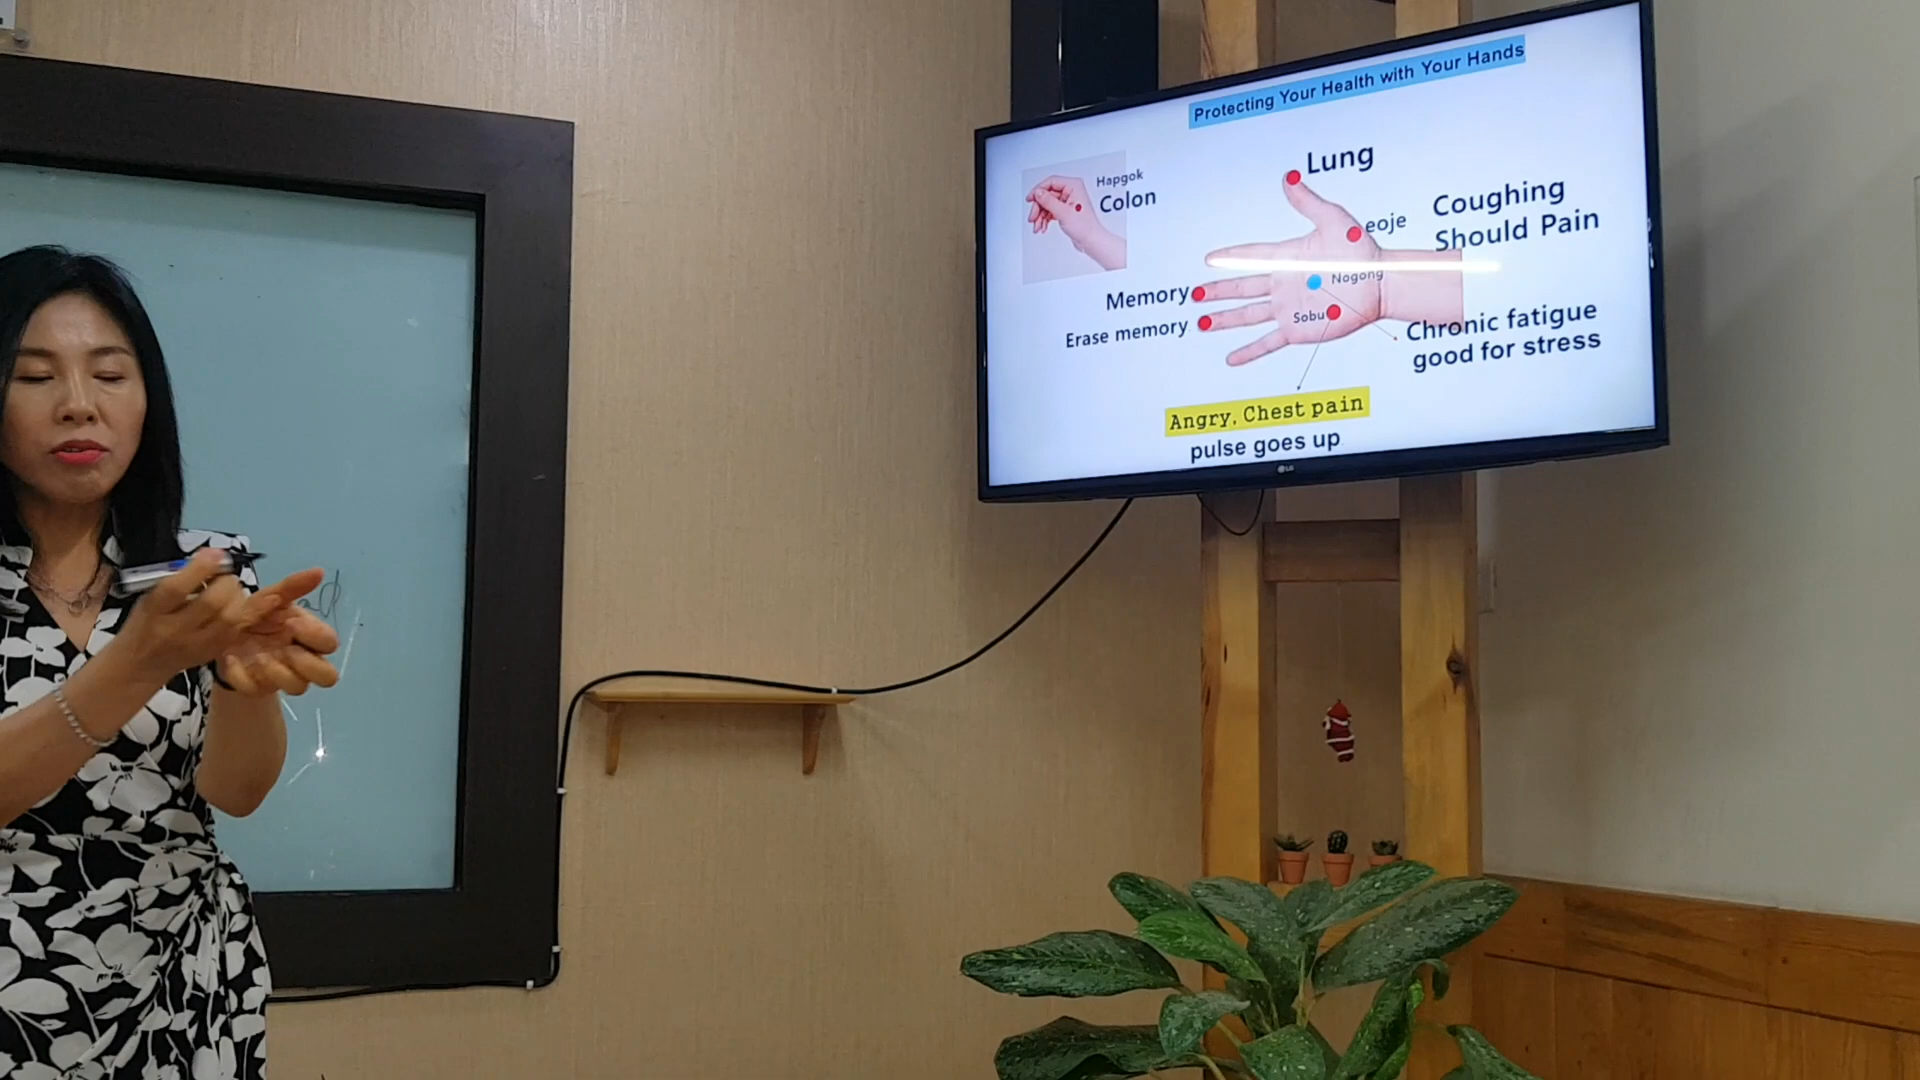 Protecting Your Health with Your Hands
Lung
Hapgok
Colon
eoje
Coughing
Should Pain
Nogong
Memory
Sobu
Erase memory
Chronic fatigue
good for stress
Angry, Chest pain
pulse goes up
LG